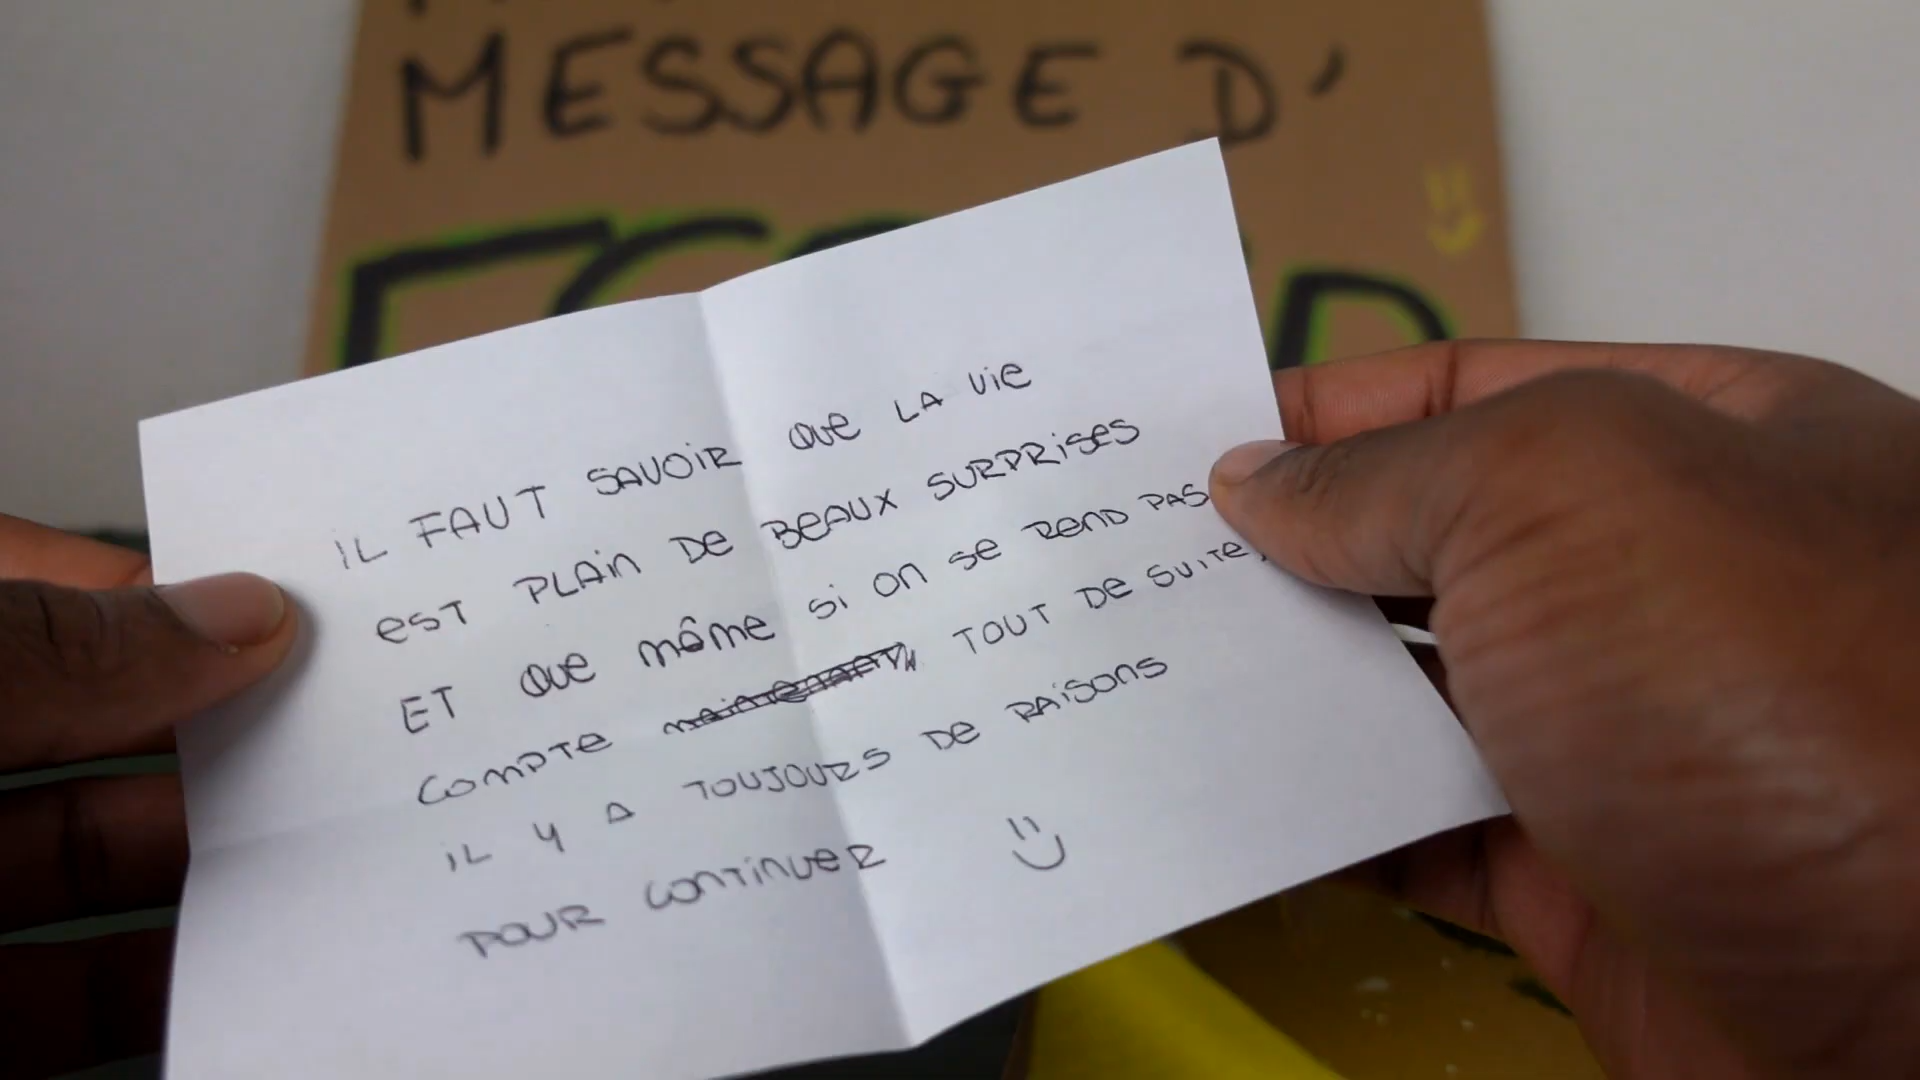 MESSAGE D'
iL FAUT SAVOiR QUE LA ViE
EST PLAiN DE BEAUX SURPRiSES
ET QUE MÊME Si ON SE REND PAS
COMPTE TOUT DE SUiTE,
iL Y A TOUJOURS DE RAiSONS
POUR CONTiNUER